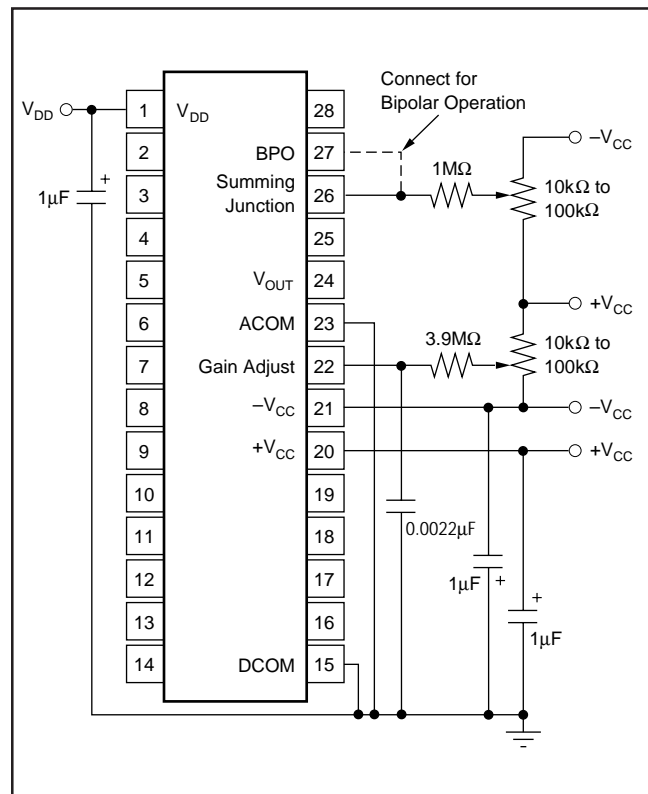 Connect for
Bipolar Operation
V_DD 1 V_DD 28
2 BPO 27
–V_CC
1µF + 3 Summing
Junction 26 1MΩ 10kΩ to
100kΩ
4 25
5 V_OUT 24
6 ACOM 23 +V_CC
7 Gain Adjust 22 3.9MΩ 10kΩ to
100kΩ
8 –V_CC 21 –V_CC
9 +V_CC 20 +V_CC
10 19
11 18
0.0022µF
12 17
1µF +
13 16
+
1µF
14 DCOM 15